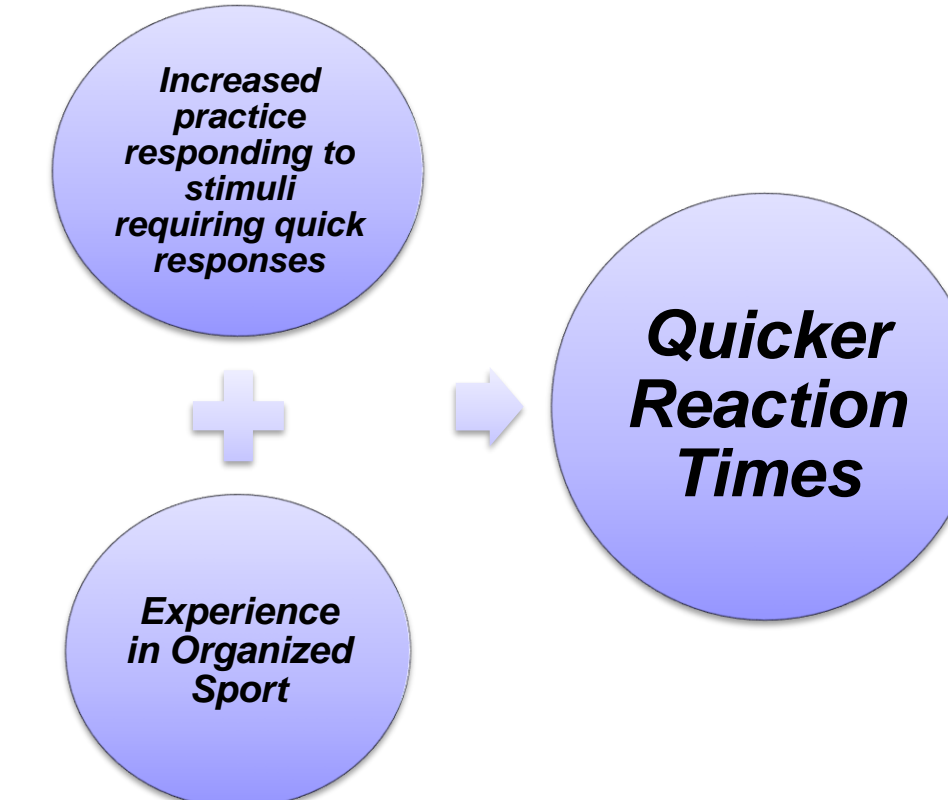 Increased
practice
responding to
stimuli
requiring quick
responses
Experience
in Organized
Sport
Quicker
Reaction
Times